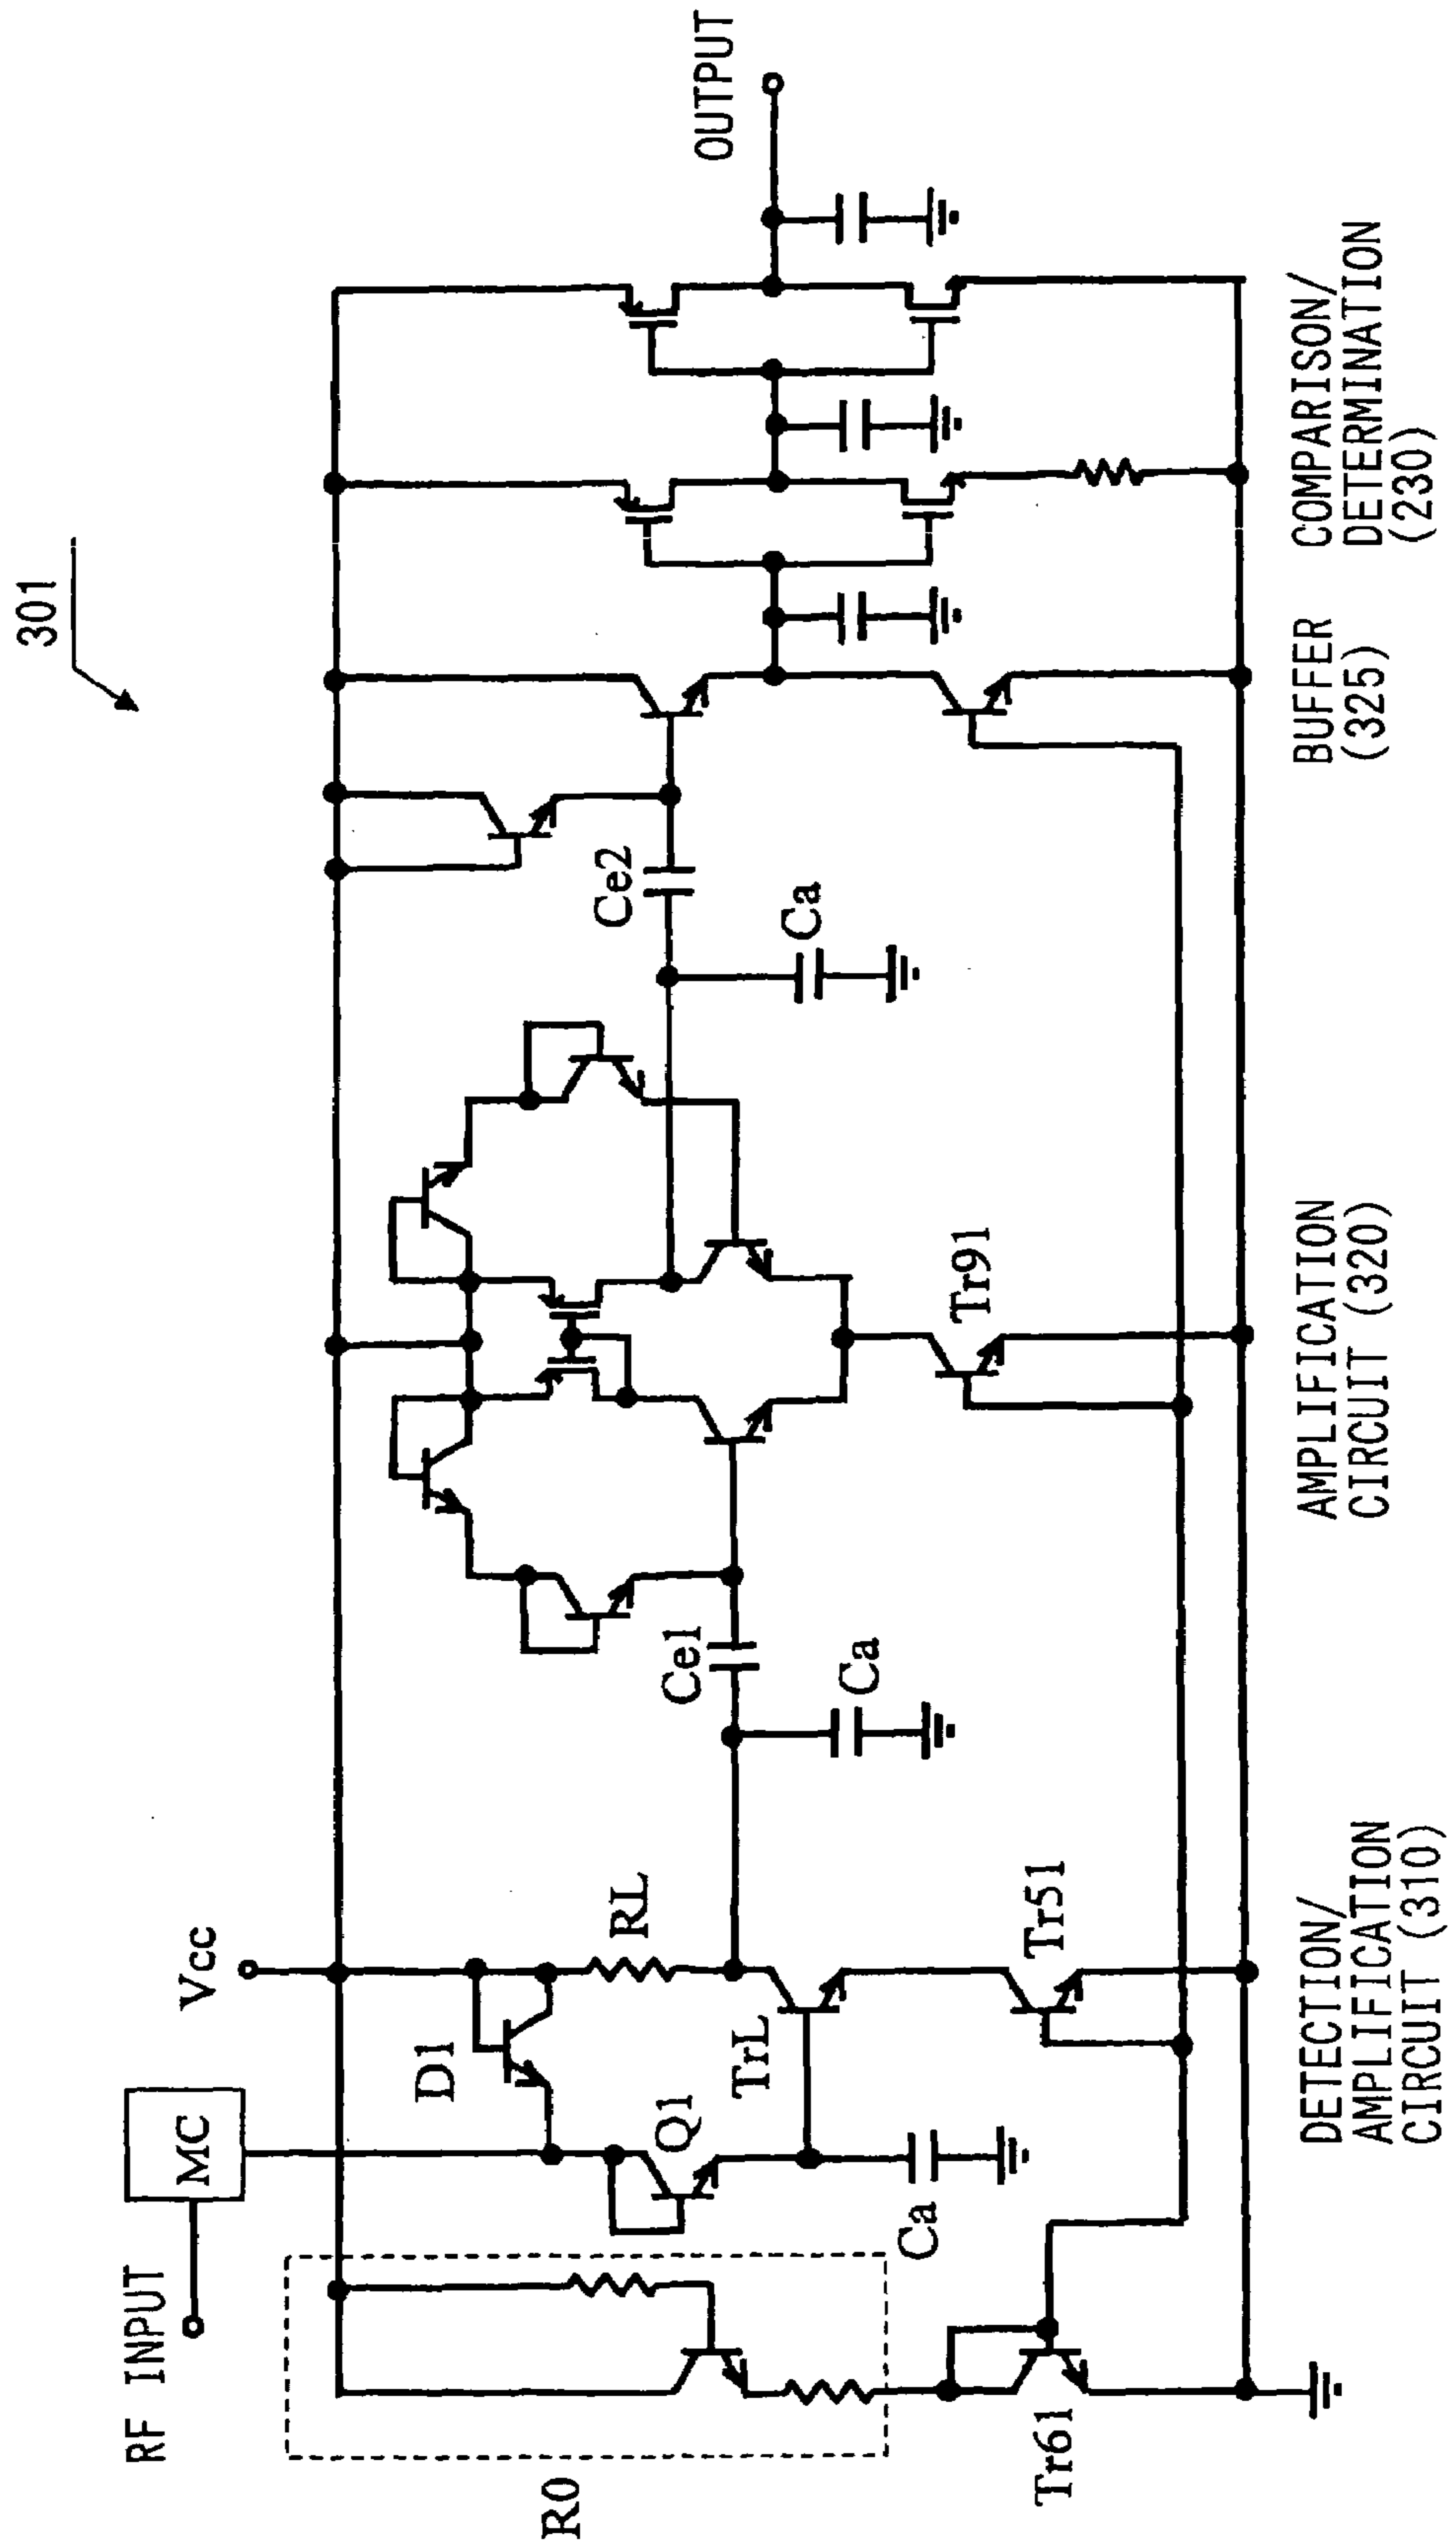 301
RF INPUT
MC
Vcc
R0
D1
Q1
RL
TrL
Ca
Tr61
Tr51
Ce1
Ca
Tr91
Ce2
Ca
OUTPUT
DETECTION/
AMPLIFICATION
CIRCUIT (310)
AMPLIFICATION
CIRCUIT (320)
BUFFER
(325)
COMPARISON/
DETERMINATION
(230)